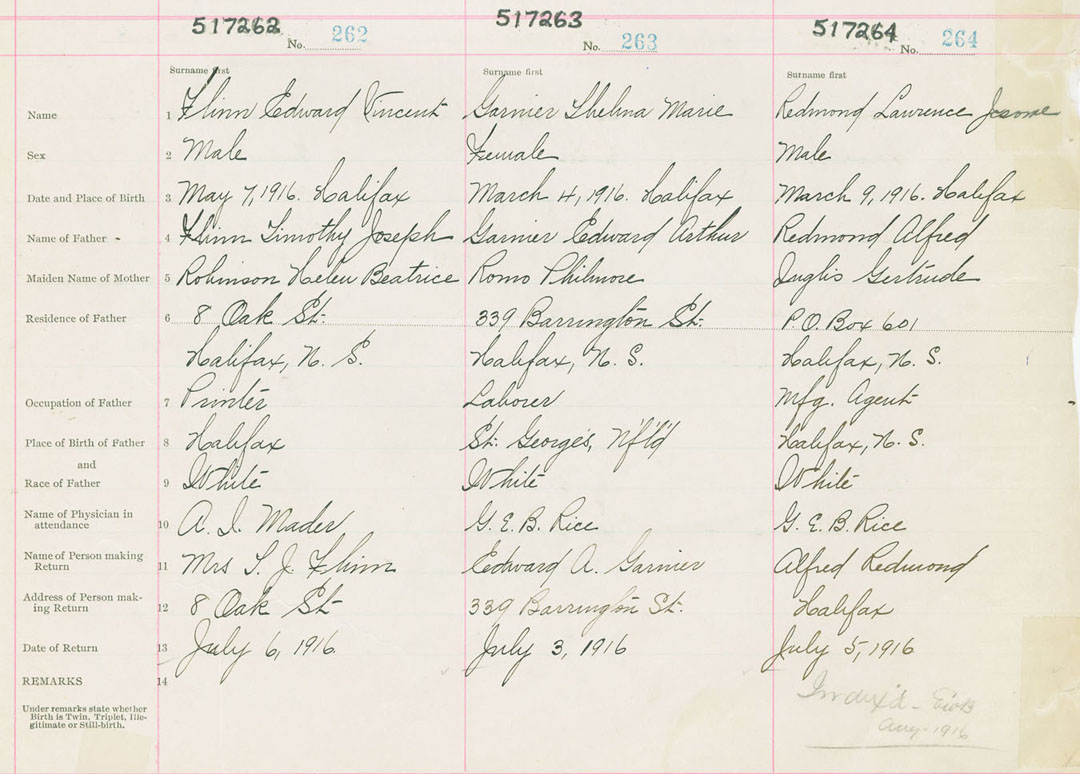 517262 517263 517264
No. 262 No. 263 No. 264
Surname first Surname first Surname first
Name 1 Flinn Edward Vincent Garnier Thelma Marie Redmond Lawrence Jerome
Sex 2 Male Female Male
Date and Place of Birth 3 May 7, 1916. Halifax March 4, 1916. Halifax March 9, 1916. Halifax
Name of Father 4 Flinn Timothy Joseph Garnier Edward Arthur Redmond Alfred
Maiden Name of Mother 5 Robinson Helen Beatrice Romo Philmore Inglis Gertrude
Residence of Father 6 8 Oak St. 339 Barrington St. P.O. Box 601
Halifax, N. S. Halifax, N. S. Halifax, N. S.
Occupation of Father 7 Printer Laborer Mfg. Agent
Place of Birth of Father 8 Halifax St. George's, N'f'l'd Halifax, N. S.
and
Race of Father 9 White White White
Name of Physician in
attendance 10 A. I. Mader G. E. B. Rice G. E. B. Rice
Name of Person making
Return 11 Mrs T. J. Flinn Edward A. Garnier Alfred Redmond
Address of Person mak-
ing Return 12 8 Oak St. 339 Barrington St. Halifax
Date of Return 13 July 6, 1916 July 3, 1916 July 5, 1916
REMARKS 14
Under remarks state whether
Birth is Twin, Triplet, Ille-
gitimate or Still-birth.
Index'd
Aug. 1916